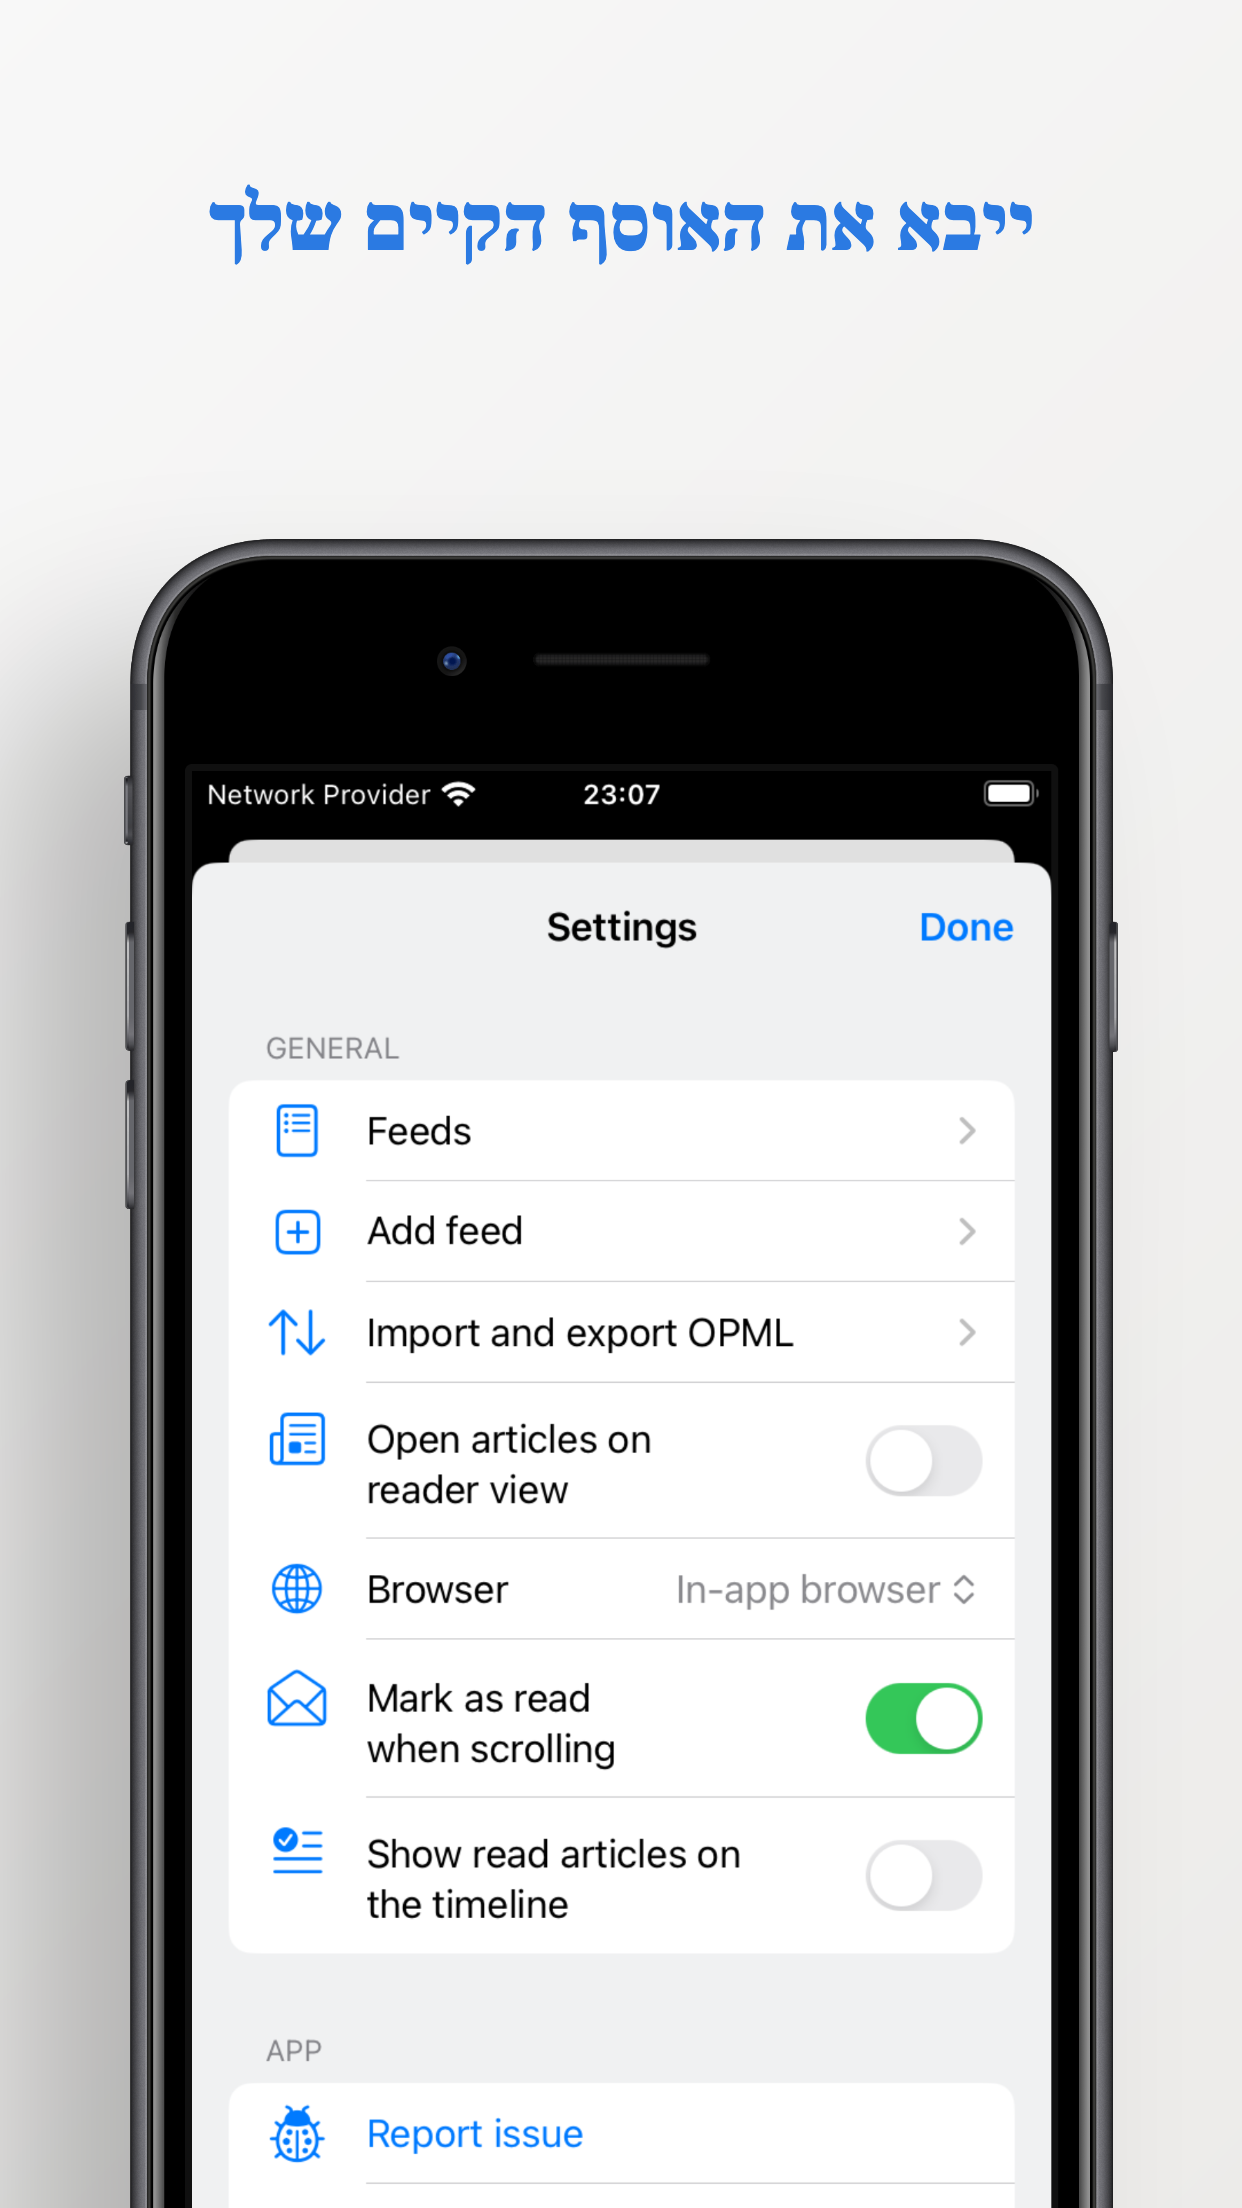 ייבא את האוסף הקיים שלך
Network Provider 23:07
Settings Done
GENERAL
Feeds
Add feed
Import and export OPML
Open articles on
reader view
Browser In-app browser
Mark as read
when scrolling
Show read articles on
the timeline
APP
Report issue